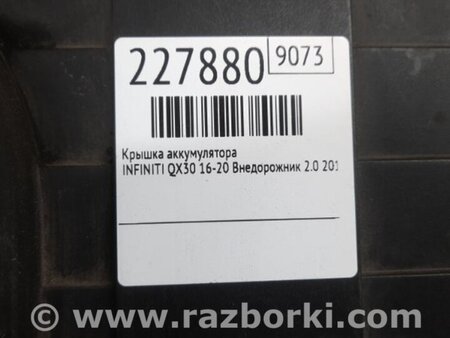 227880 9073
Крышка аккумулятора
INFINITI QX30 16-20 Внедорожник 2.0 201
© www.razborki.com